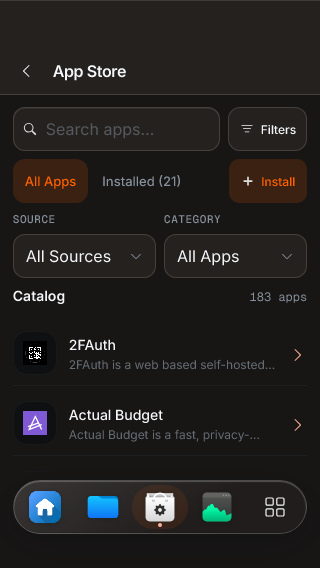 App Store
Search apps...
Filters
All Apps
Installed (21)
+ Install
SOURCE
CATEGORY
All Sources
All Apps
Catalog
183 apps
2FAuth
2FAuth is a web based self-hosted...
Actual Budget
Actual Budget is a fast, privacy-...